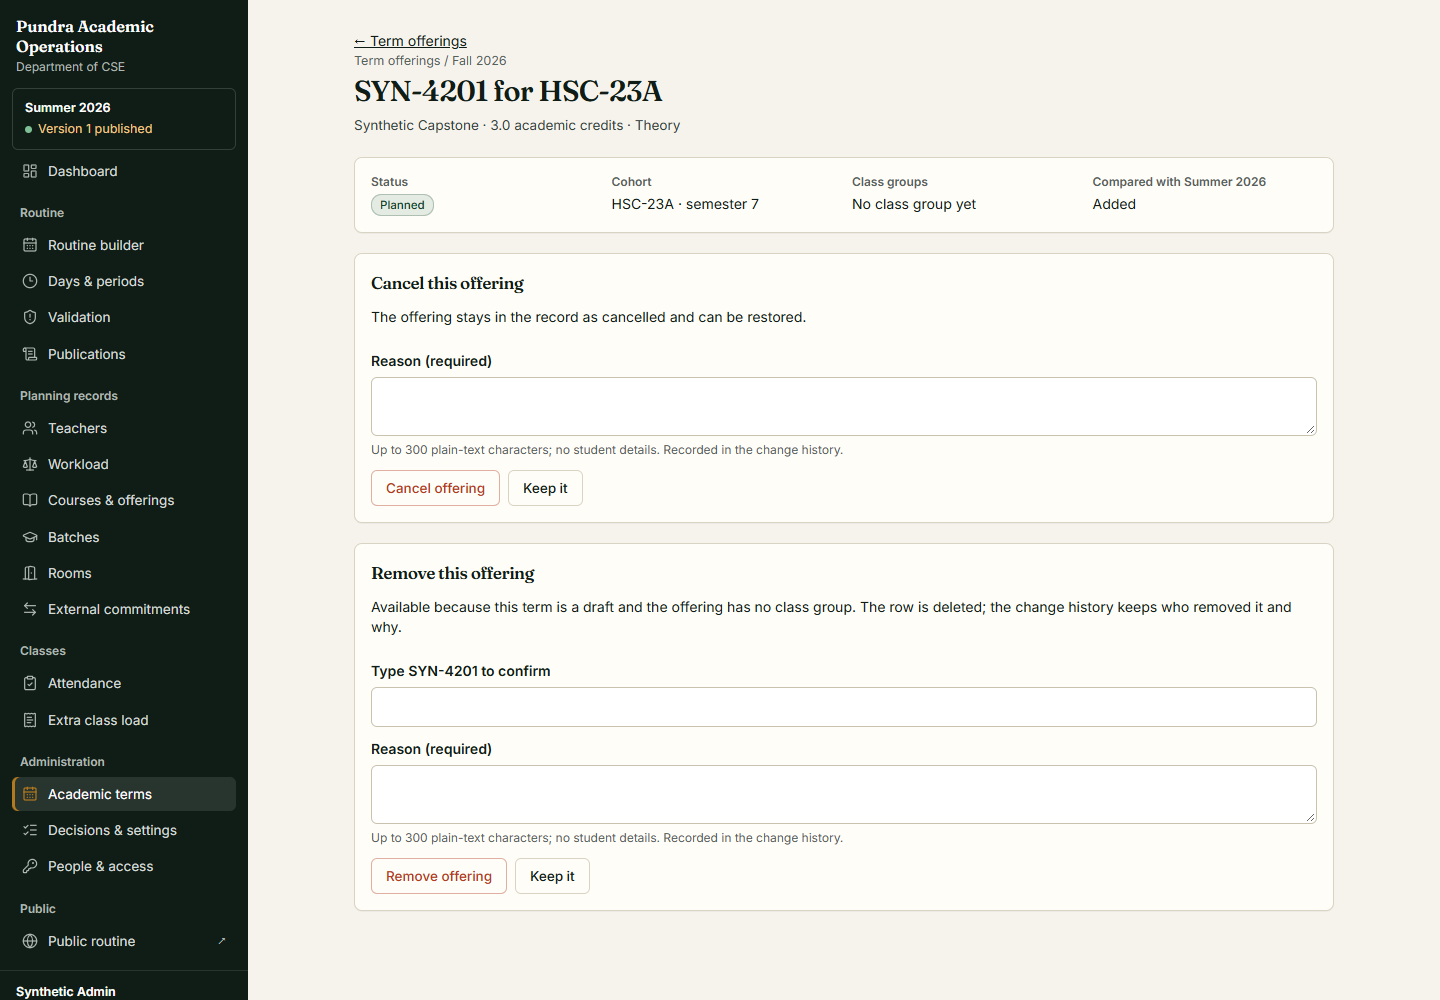 Pundra Academic
Operations
Department of CSE
Summer 2026
Version 1 published
Dashboard
Routine
Routine builder
Days & periods
Validation
Publications
Planning records
Teachers
Workload
Courses & offerings
Batches
Rooms
External commitments
Classes
Attendance
Extra class load
Administration
Academic terms
Decisions & settings
People & access
Public
Public routine ↗
Synthetic Admin
← Term offerings
Term offerings / Fall 2026
SYN-4201 for HSC-23A
Synthetic Capstone · 3.0 academic credits · Theory
Status
Planned
Cohort
HSC-23A · semester 7
Class groups
No class group yet
Compared with Summer 2026
Added
Cancel this offering
The offering stays in the record as cancelled and can be restored.
Reason (required)
Up to 300 plain-text characters; no student details. Recorded in the change history.
Cancel offering
Keep it
Remove this offering
Available because this term is a draft and the offering has no class group. The row is deleted; the change history keeps who removed it and
why.
Type SYN-4201 to confirm
Reason (required)
Up to 300 plain-text characters; no student details. Recorded in the change history.
Remove offering
Keep it